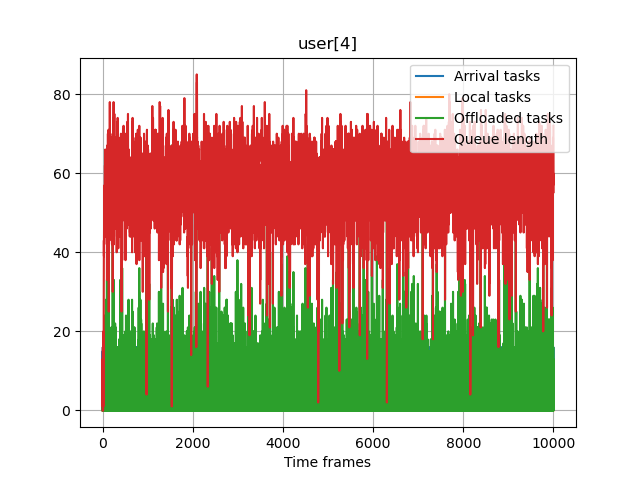 user[4]
Arrival tasks
Local tasks
Offloaded tasks
Queue length
80
60
40
20
0
0 2000 4000 6000 8000 10000
Time frames